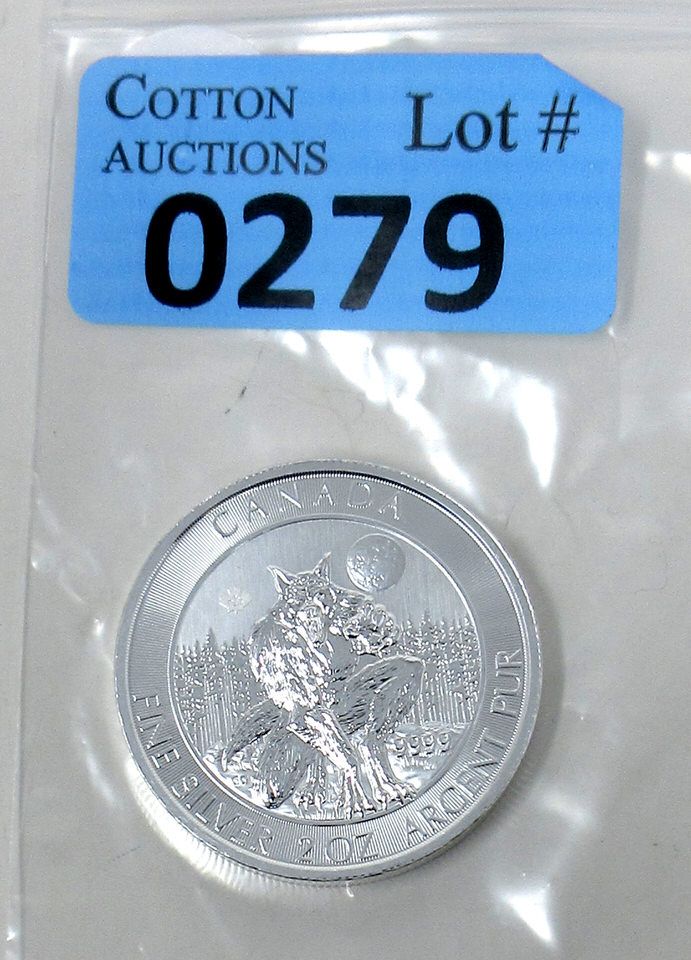 COTTON
AUCTIONS
Lot #
0279
CANADA
9999
FINE SILVER 2 OZ ARGENT PUR